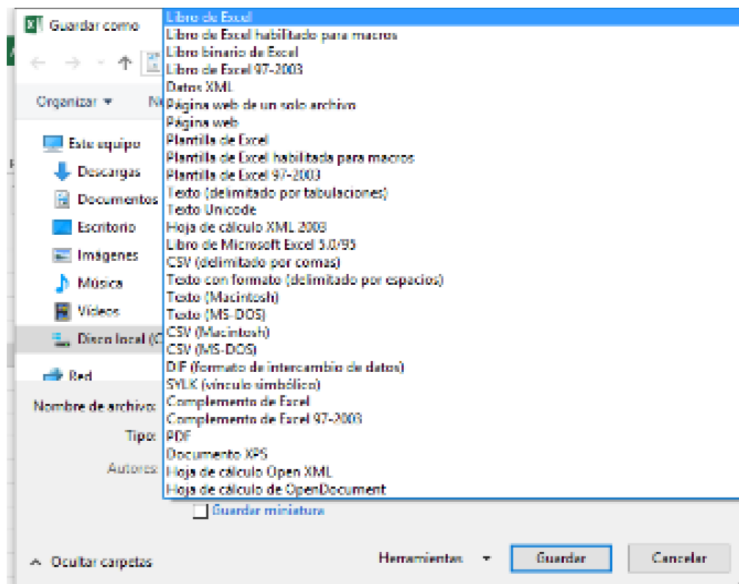 Guardar como
Organizar
Este equipo
Descargas
Documentos
Escritorio
Imágenes
Música
Vídeos
Disco local (C
Red
Libro de Excel
Libro de Excel habilitado para macros
Libro binario de Excel
Libro de Excel 97-2003
Datos XML
Página web de un solo archivo
Página web
Plantilla de Excel
Plantilla de Excel habilitada para macros
Plantilla de Excel 97-2003
Texto (delimitado por tabulaciones)
Texto Unicode
Hoja de cálculo XML 2003
Libro de Microsoft Excel 5.0/95
CSV (delimitado por comas)
Texto con formato (delimitado por espacios)
Texto (Macintosh)
Texto (MS-DOS)
CSV (Macintosh)
CSV (MS-DOS)
DIF (formato de intercambio de datos)
SYLK (vínculo simbólico)
Complemento de Excel
Complemento de Excel 97-2003
PDF
Documento XPS
Hoja de cálculo Open XML
Hoja de cálculo de OpenDocument
Nombre de archivo:
Tipo:
Autores:
Guardar miniatura
Ocultar carpetas
Herramientas
Guardar
Cancelar